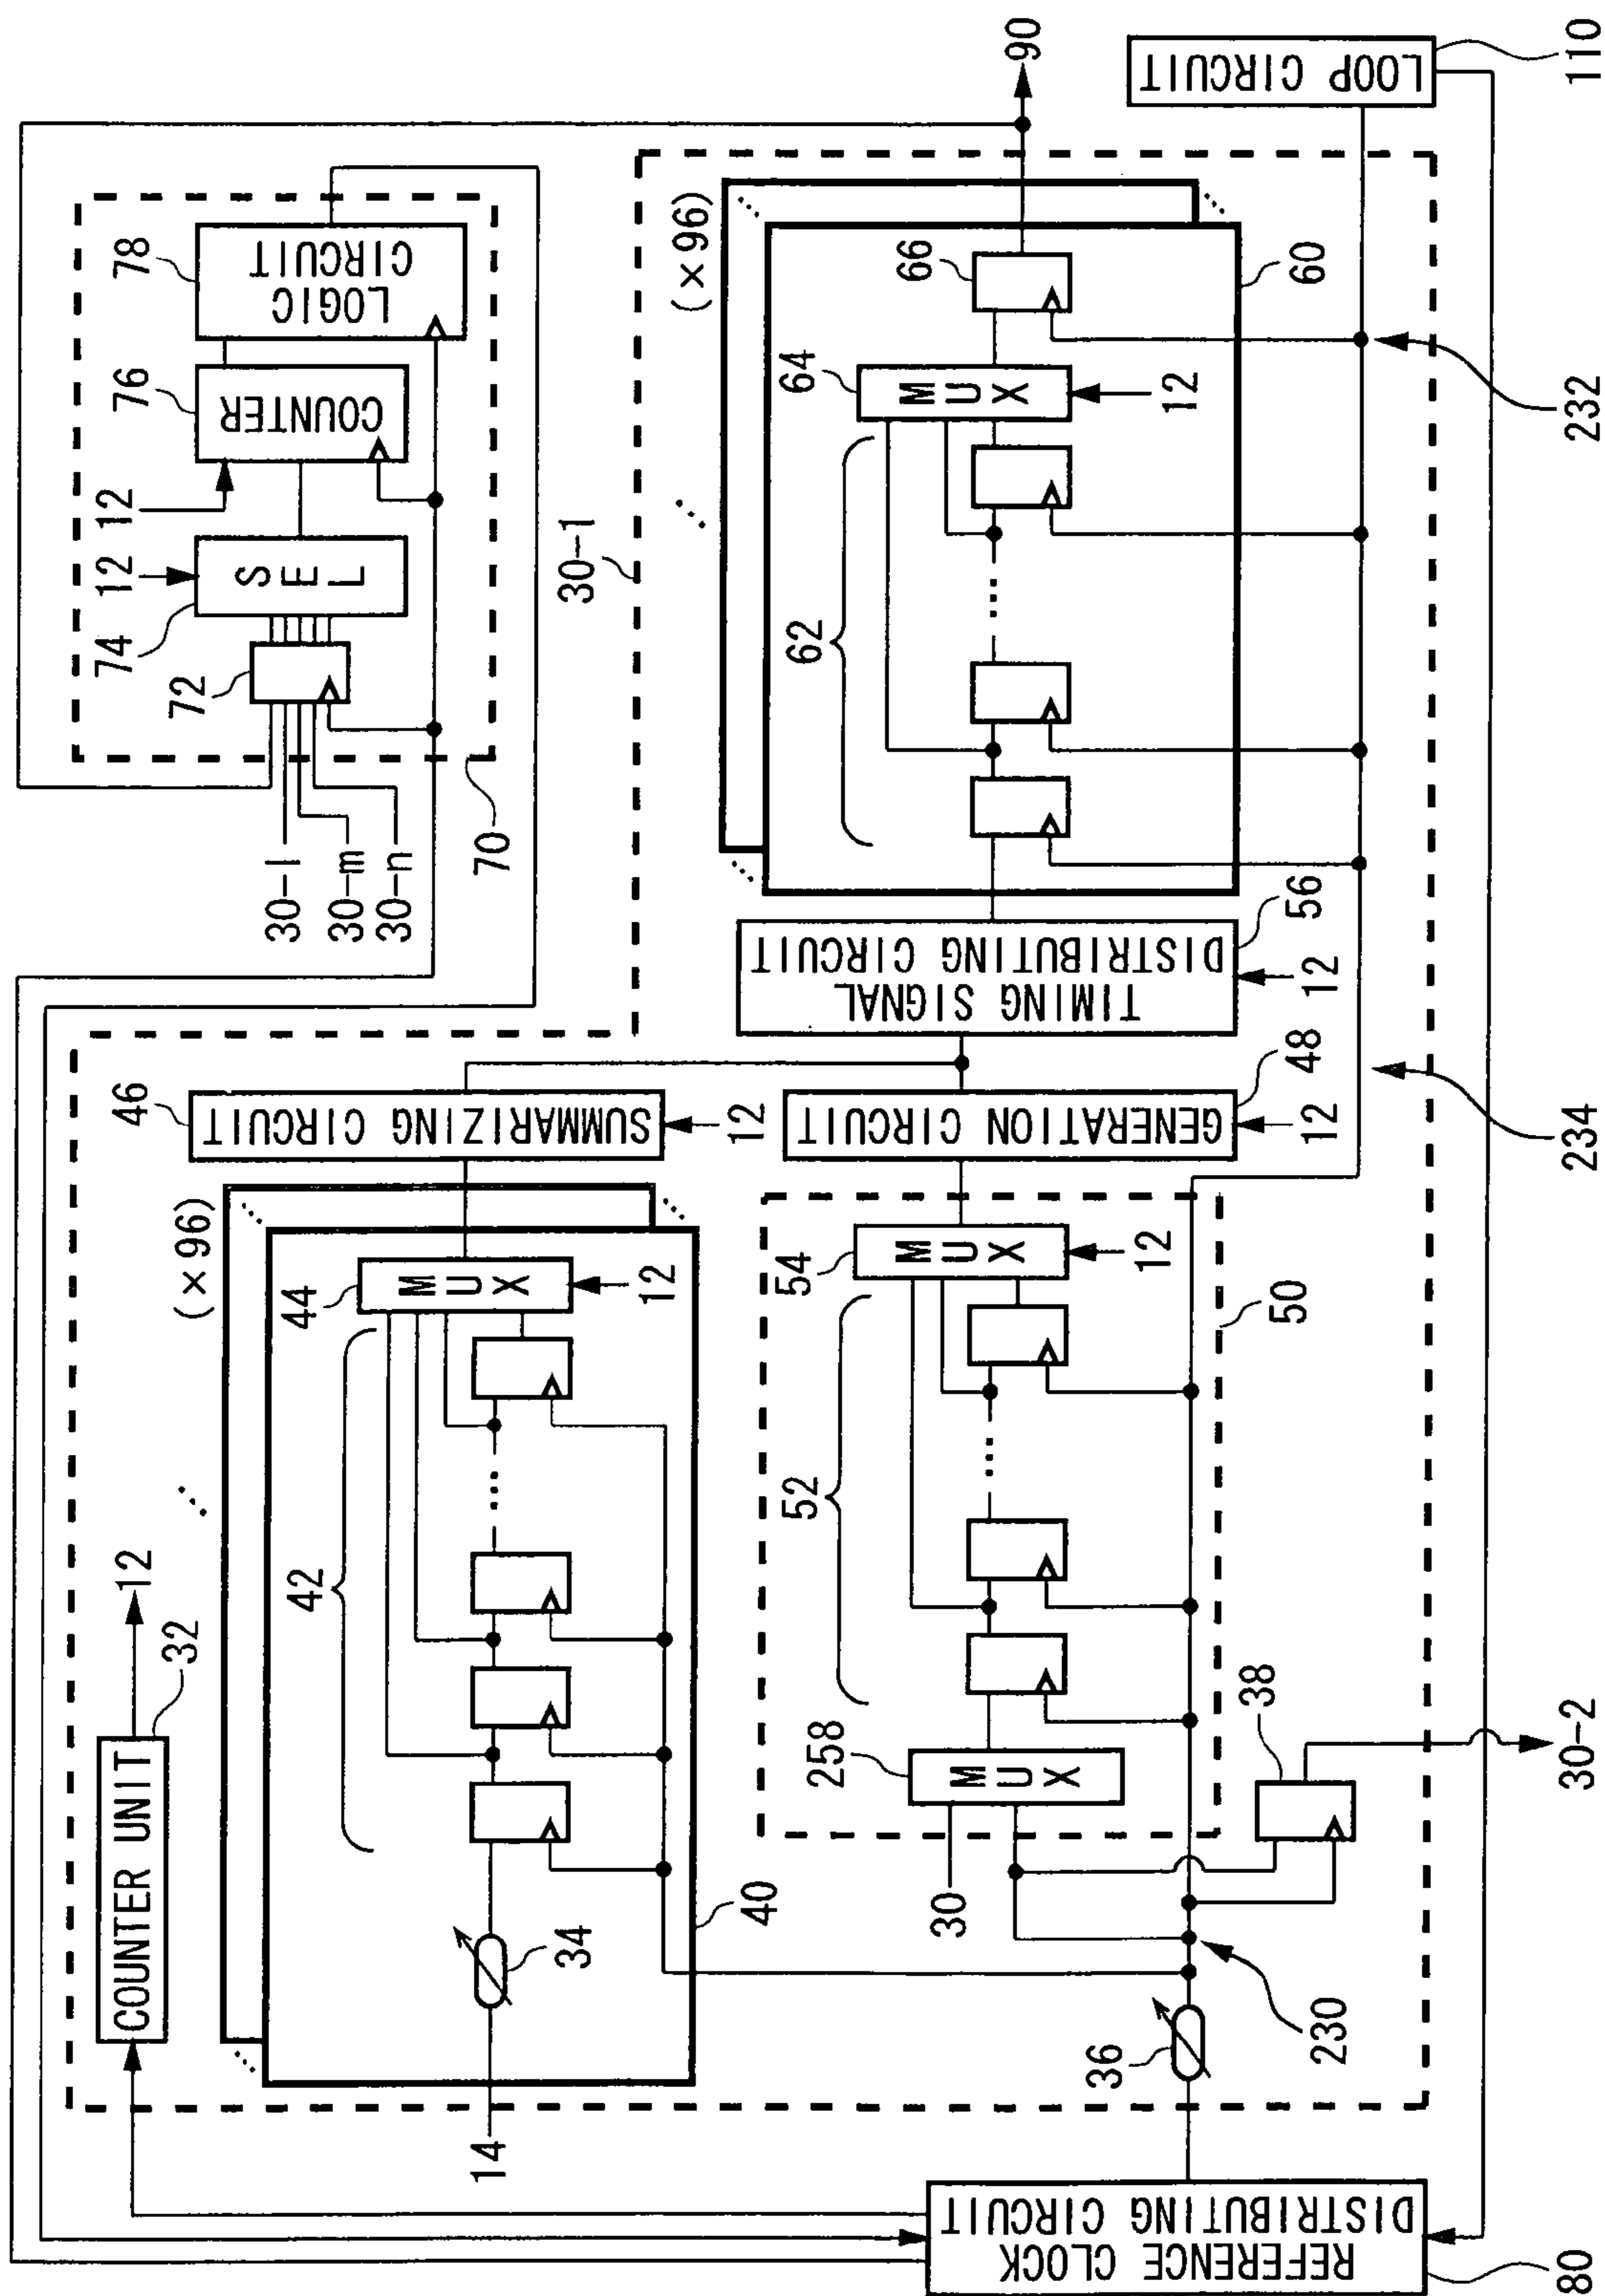 90
LOOP CIRCUIT
110
78
LOGIC
CIRCUIT
76
COUNTER
12
12
SEL
74
72
30-l
30-m
30-n
70
30-1
(×96)
66
60
64
MUX
12
62
232
56
TIMING SIGNAL
DISTRIBUTING CIRCUIT
12
46
SUMMARIZING CIRCUIT
12
48
GENERATION CIRCUIT
12
234
(×96)
44
MUX
12
42
54
MUX
12
50
52
12
32
COUNTER UNIT
258
MUX
38
30-2
30
40
34
14
36
230
REFERENCE CLOCK
DISTRIBUTING CIRCUIT
80